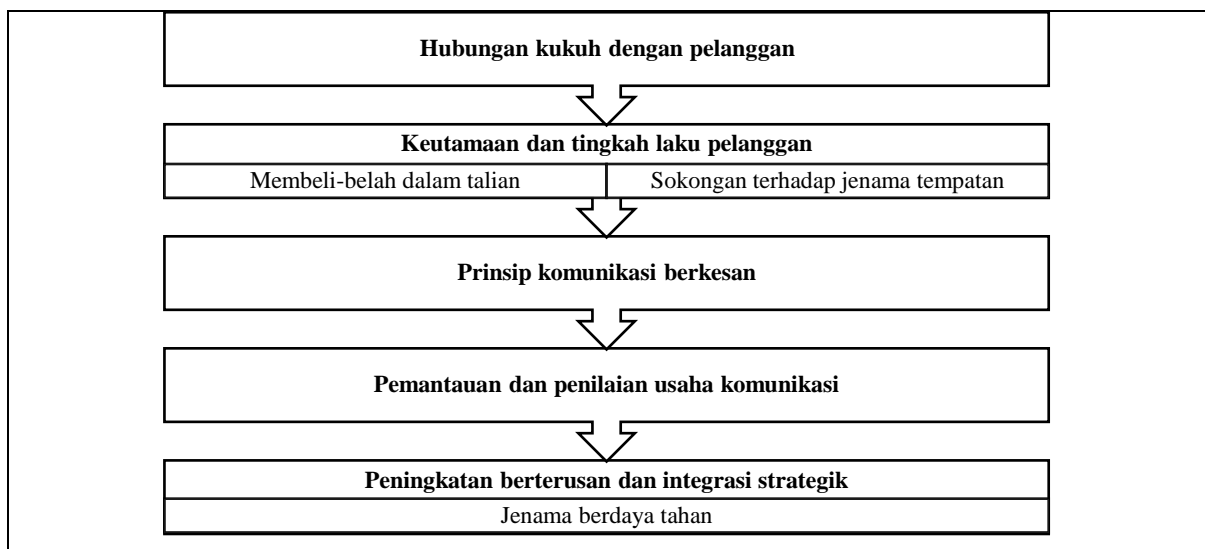 Hubungan kukuh dengan pelanggan
Keutamaan dan tingkah laku pelanggan
Membeli-belah dalam talian
Sokongan terhadap jenama tempatan
Prinsip komunikasi berkesan
Pemantauan dan penilaian usaha komunikasi
Peningkatan berterusan dan integrasi strategik
Jenama berdaya tahan